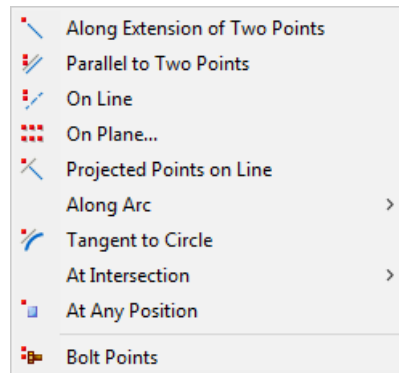 Along Extension of Two Points
Parallel to Two Points
On Line
On Plane...
Projected Points on Line
Along Arc
Tangent to Circle
At Intersection
At Any Position
Bolt Points